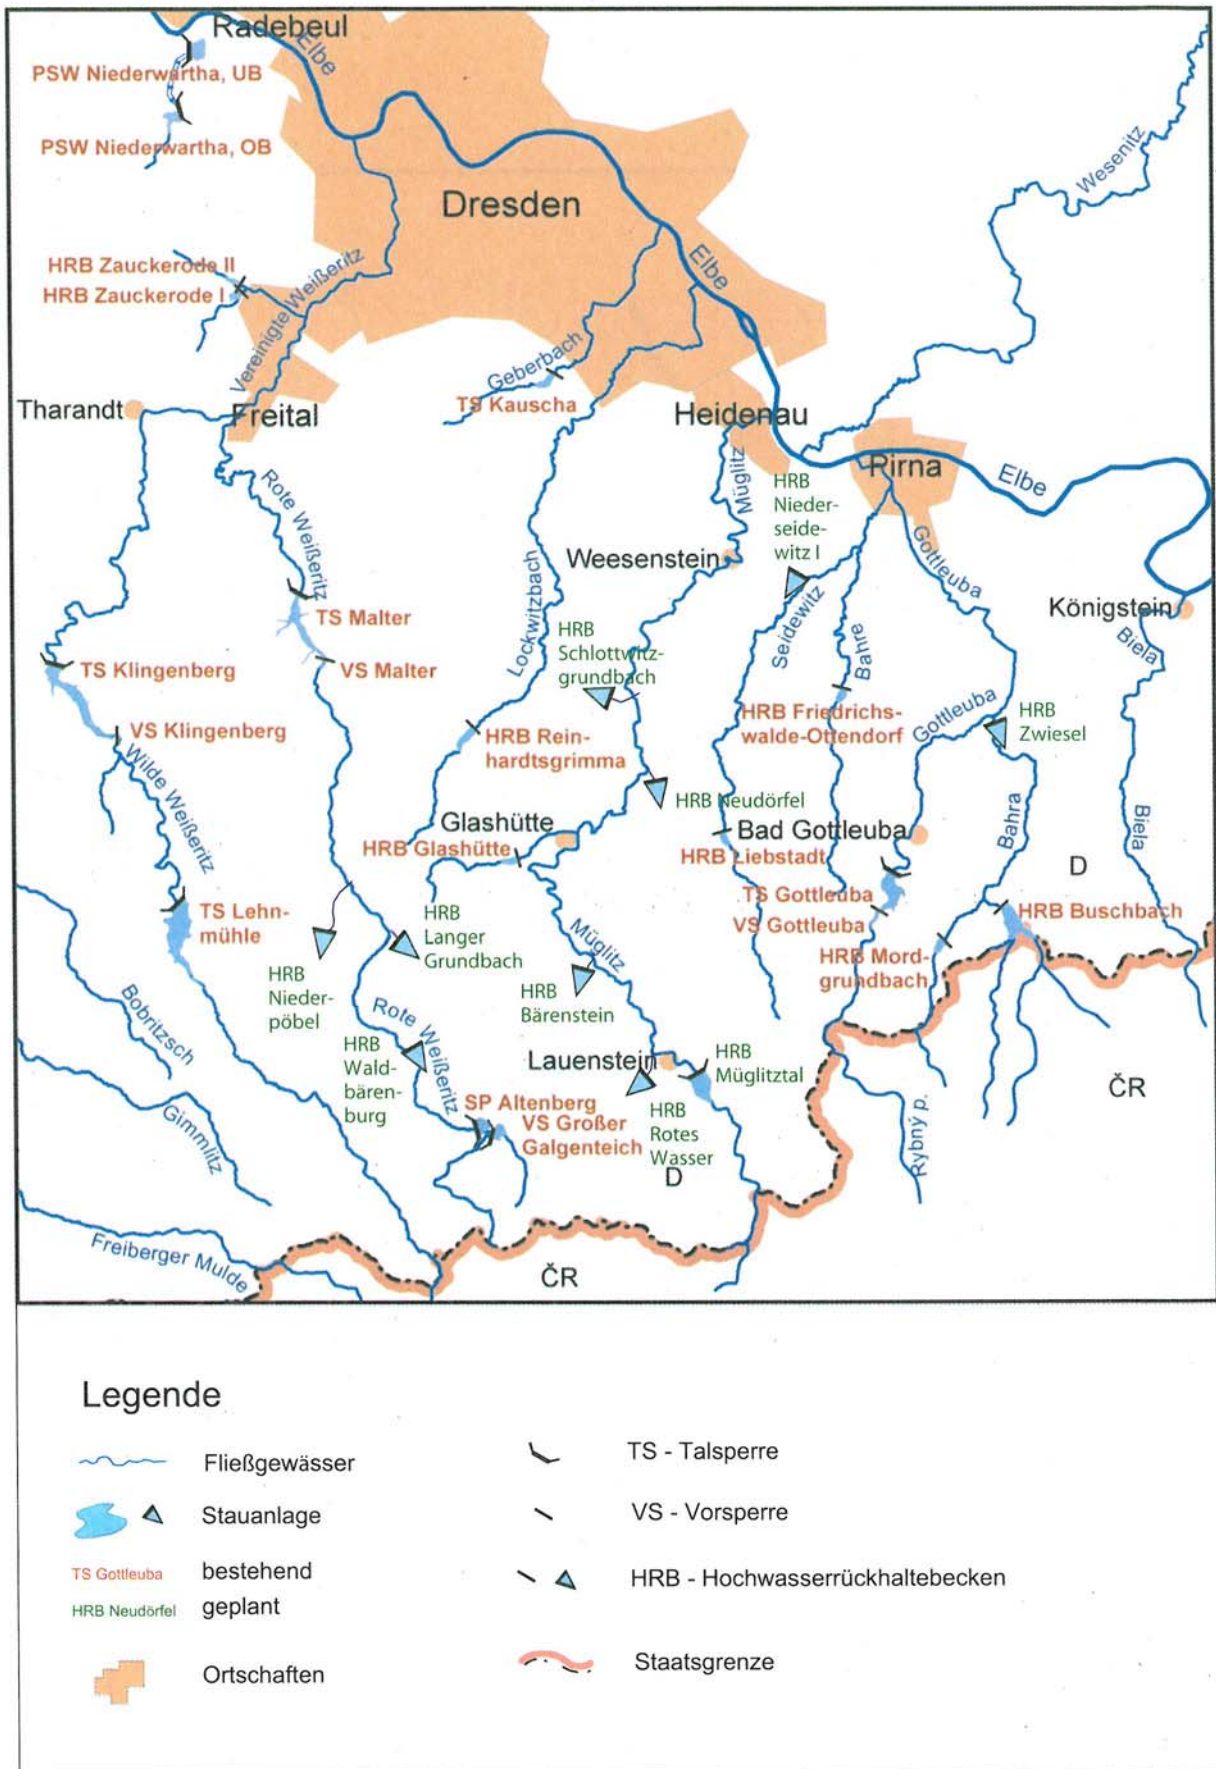 Radebeul
Elbe
PSW Niederwartha, UB
PSW Niederwartha, OB
Wesenitz
Dresden
HRB Zauckerode II
HRB Zauckerode I
Vereinigte Weißeritz
Elbe
Geberbach
TS Kauscha
Tharandt
Freital
Heidenau
Pirna
Elbe
Rote Weißeritz
Müglitz
HRB
Nieder-
seide-
witz I
Gottleuba
Weesenstein
Lockwitzbach
Königstein
TS Malter
HRB
Schlottwitz-
grundbach
Seidewitz
Bahre
Biela
TS Klingenberg
VS Malter
VS Klingenberg
HRB Rein-
hardtsgrimma
HRB Friedrichs-
walde-Ottendorf
Gottleuba
HRB
Zwiesel
Wilde Weißeritz
HRB Neudörfel
Glashütte
Bad Gottleuba
Bahra
Biela
HRB Glashütte
HRB Liebstadt
D
TS Lehn-
mühle
HRB
Langer
Grundbach
TS Gottleuba
VS Gottleuba
HRB Buschbach
Müglitz
HRB
Nieder-
pöbel
HRB
Bärenstein
HRB Mord-
grundbach
Bobritzsch
Rote Weißeritz
HRB
Wald-
bären-
burg
Lauenstein
HRB
Müglitztal
ČR
Gimmlitz
SP Altenberg
VS Großer
Galgenteich
HRB
Rotes
Wasser
D
Rybný p.
Freiberger Mulde
ČR
Legende
Fließgewässer
TS - Talsperre
Stauanlage
VS - Vorsperre
TS Gottleuba bestehend
HRB Neudörfel geplant
HRB - Hochwasserrückhaltebecken
Ortschaften
Staatsgrenze